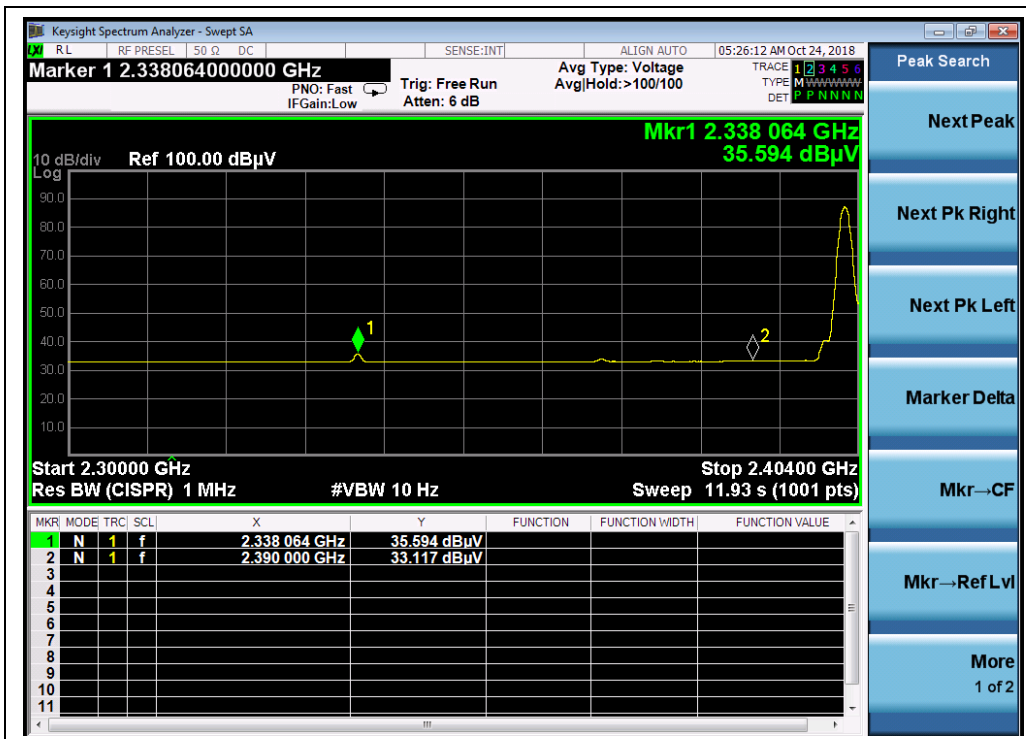 Keysight Spectrum Analyzer - Swept SA
LXI RL RF PRESEL 50 Ω DC SENSE:INT ALIGN AUTO 05:26:12 AM Oct 24, 2018
Marker 1 2.338064000000 GHz
PNO: Fast
IFGain:Low
Trig: Free Run
Atten: 6 dB
Avg Type: Voltage
Avg|Hold:>100/100
TRACE 1 2 3 4 5 6
TYPE M W W W W W
DET P P N N N N
Mkr1 2.338 064 GHz
35.594 dBµV
10 dB/div Ref 100.00 dBµV
Log
90.0
80.0
70.0
60.0
50.0
40.0
30.0
20.0
10.0
1
2
Start 2.30000 GHz Stop 2.40400 GHz
Res BW (CISPR) 1 MHz #VBW 10 Hz Sweep 11.93 s (1001 pts)
MKR MODE TRC SCL X Y FUNCTION FUNCTION WIDTH FUNCTION VALUE
1 N 1 f 2.338 064 GHz 35.594 dBµV
2 N 1 f 2.390 000 GHz 33.117 dBµV
3
4
5
6
7
8
9
10
11
Peak Search
Next Peak
Next Pk Right
Next Pk Left
Marker Delta
Mkr→CF
Mkr→Ref Lvl
More
1 of 2